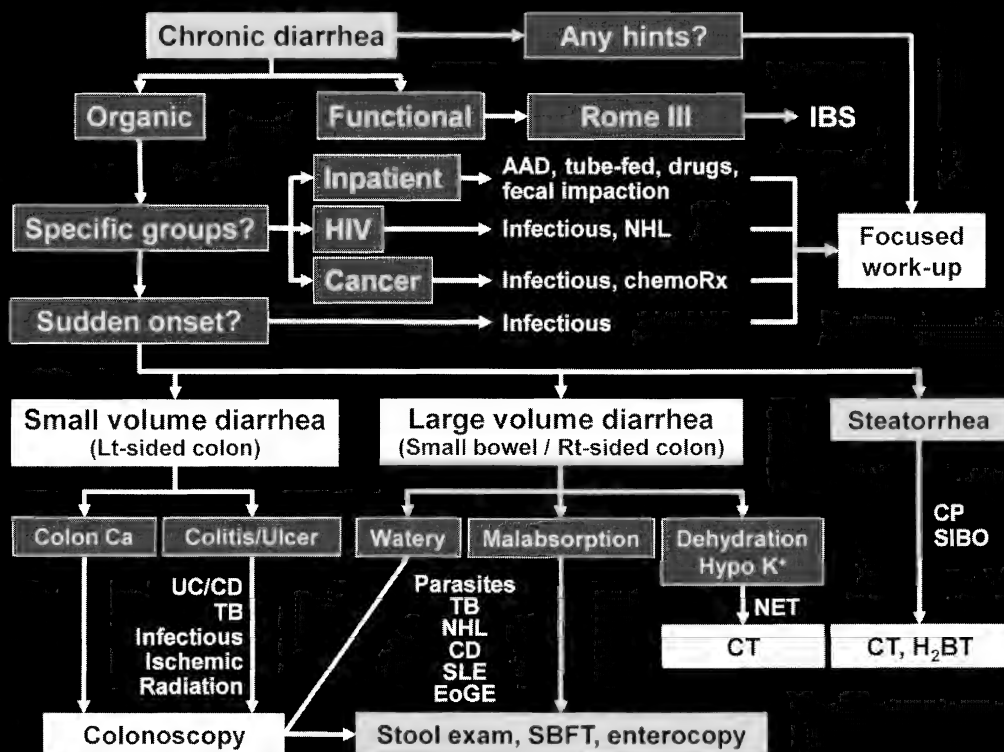 Chronic diarrhea
Any hints?
Organic
Functional
Rome III
IBS
Inpatient
AAD, tube-fed, drugs,
fecal impaction
Specific groups?
HIV
Infectious, NHL
Focused
work-up
Cancer
Infectious, chemoRx
Sudden onset?
Infectious
Small volume diarrhea
(Lt-sided colon)
Large volume diarrhea
(Small bowel / Rt-sided colon)
Steatorrhea
Colon Ca
Colitis/Ulcer
Watery
Malabsorption
Dehydration
Hypo K⁺
CP
SIBO
UC/CD
TB
Infectious
Ischemic
Radiation
Parasites
TB
NHL
CD
SLE
EoGE
NET
CT
CT, H₂BT
Colonoscopy
Stool exam, SBFT, enterocopy